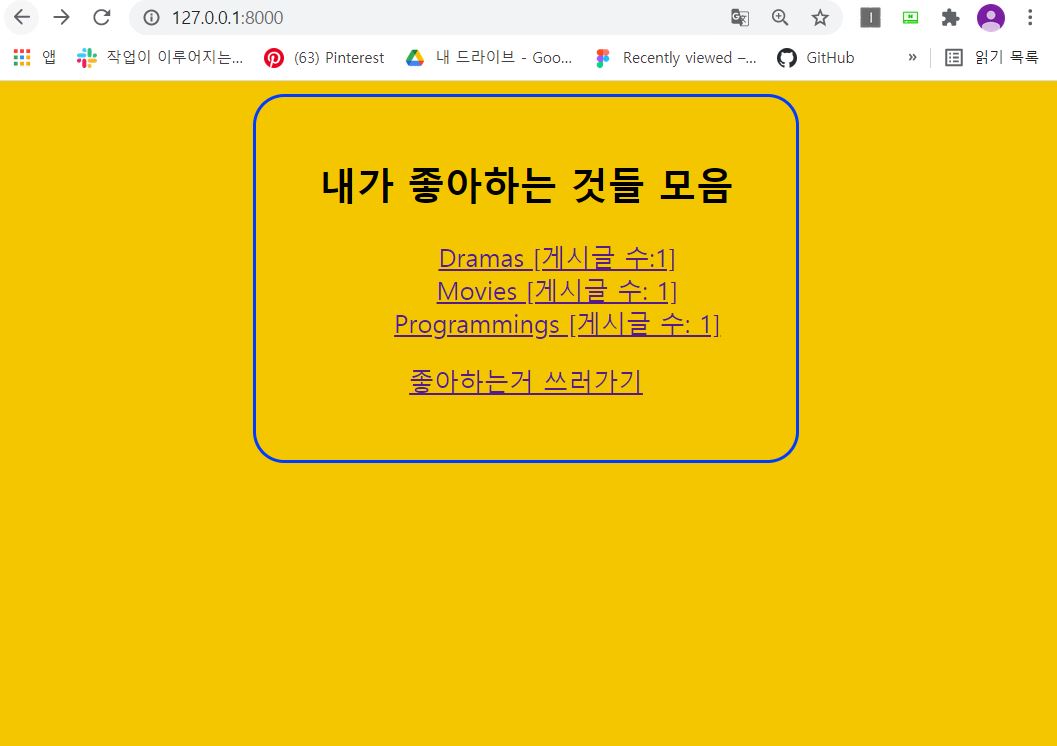 127.0.0.1:8000
앱 작업이 이루어지는... (63) Pinterest 내 드라이브 - Goo... Recently viewed –... GitHub » 읽기 목록
내가 좋아하는 것들 모음
Dramas [게시글 수:1]
Movies [게시글 수: 1]
Programmings [게시글 수: 1]
좋아하는거 쓰러가기